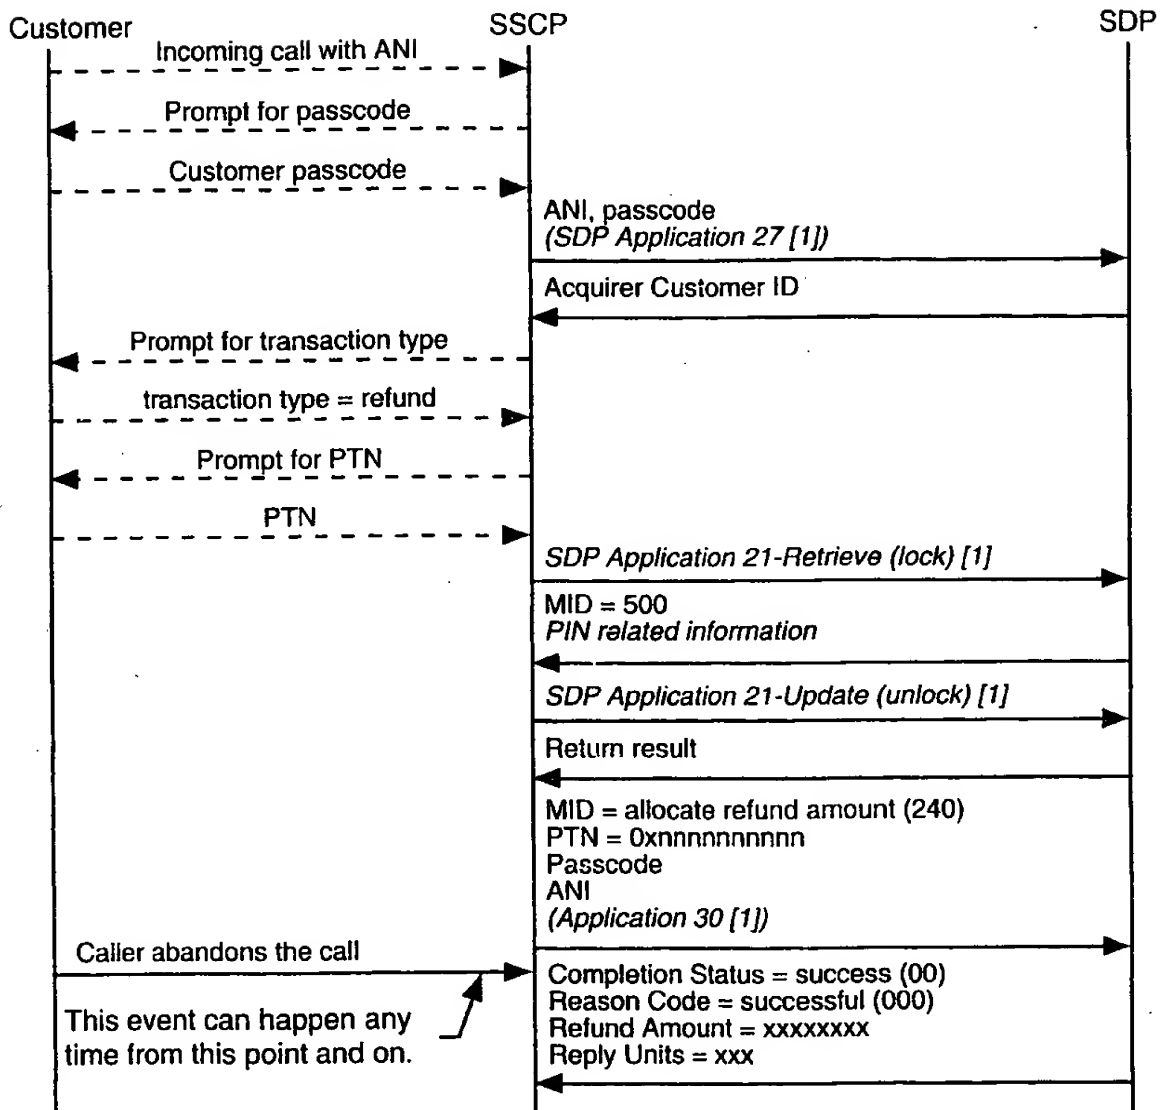 Customer
SSCP
SDP
Incoming call with ANI
Prompt for passcode
Customer passcode
ANI, passcode
(SDP Application 27 [1])
Acquirer Customer ID
Prompt for transaction type
transaction type = refund
Prompt for PTN
PTN
SDP Application 21-Retrieve (lock) [1]
MID = 500
PIN related information
SDP Application 21-Update (unlock) [1]
Return result
MID = allocate refund amount (240)
PTN = 0xnnnnnnnnnnn
Passcode
ANI
(Application 30 [1])
Caller abandons the call
Completion Status = success (00)
Reason Code = successful (000)
Refund Amount = xxxxxxxx
Reply Units = xxx
This event can happen any
time from this point and on.